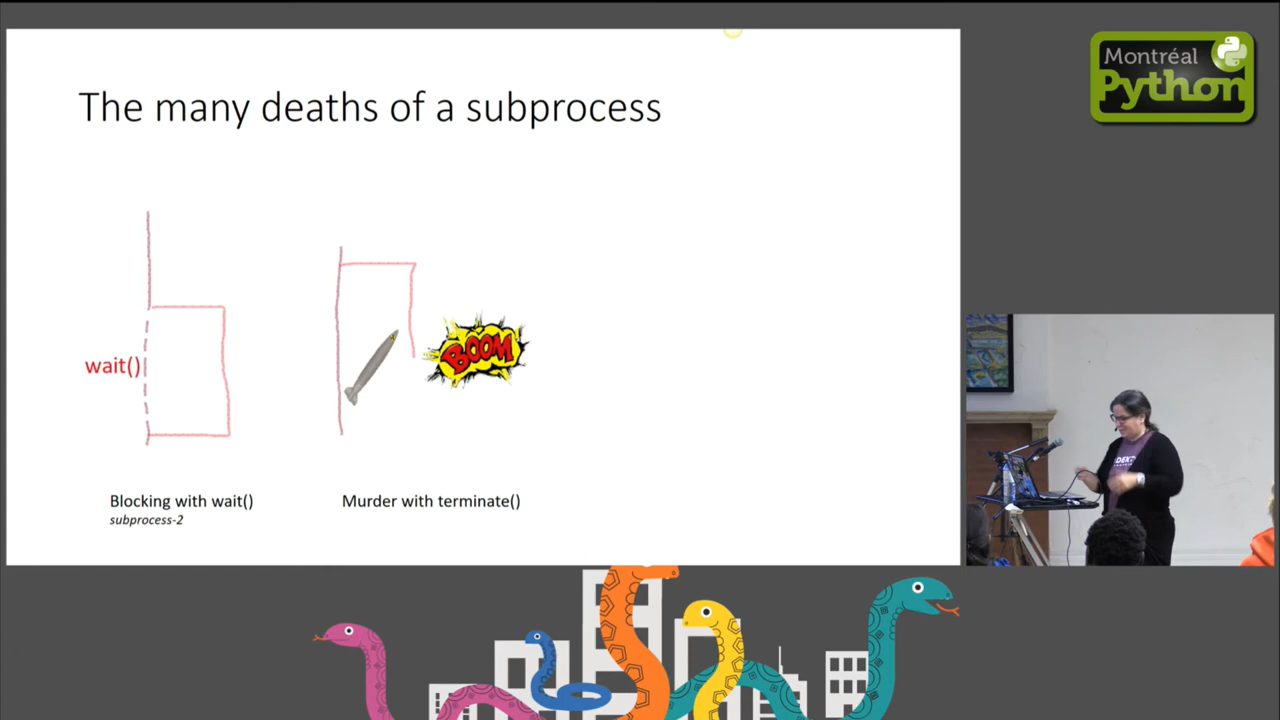 The many deaths of a subprocess
wait()
BOOM
Blocking with wait()
subprocess-2
Murder with terminate()
Montréal
Python